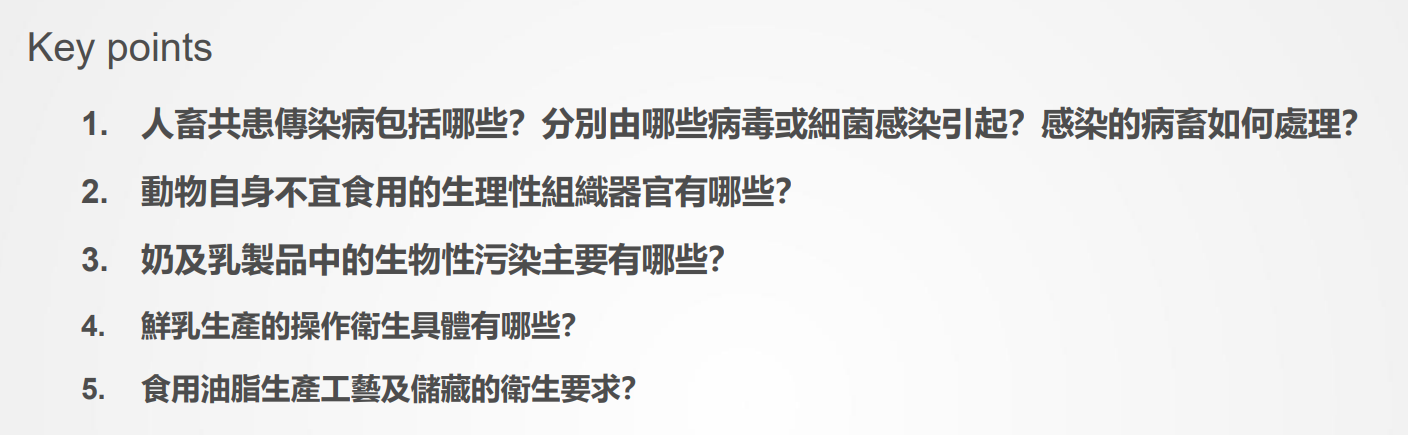 Key points
1. 人畜共患傳染病包括哪些？分別由哪些病毒或細菌感染引起？感染的病畜如何處理？
2. 動物自身不宜食用的生理性組織器官有哪些？
3. 奶及乳製品中的生物性污染主要有哪些？
4. 鮮乳生產的操作衛生具體有哪些？
5. 食用油脂生產工藝及儲藏的衛生要求？